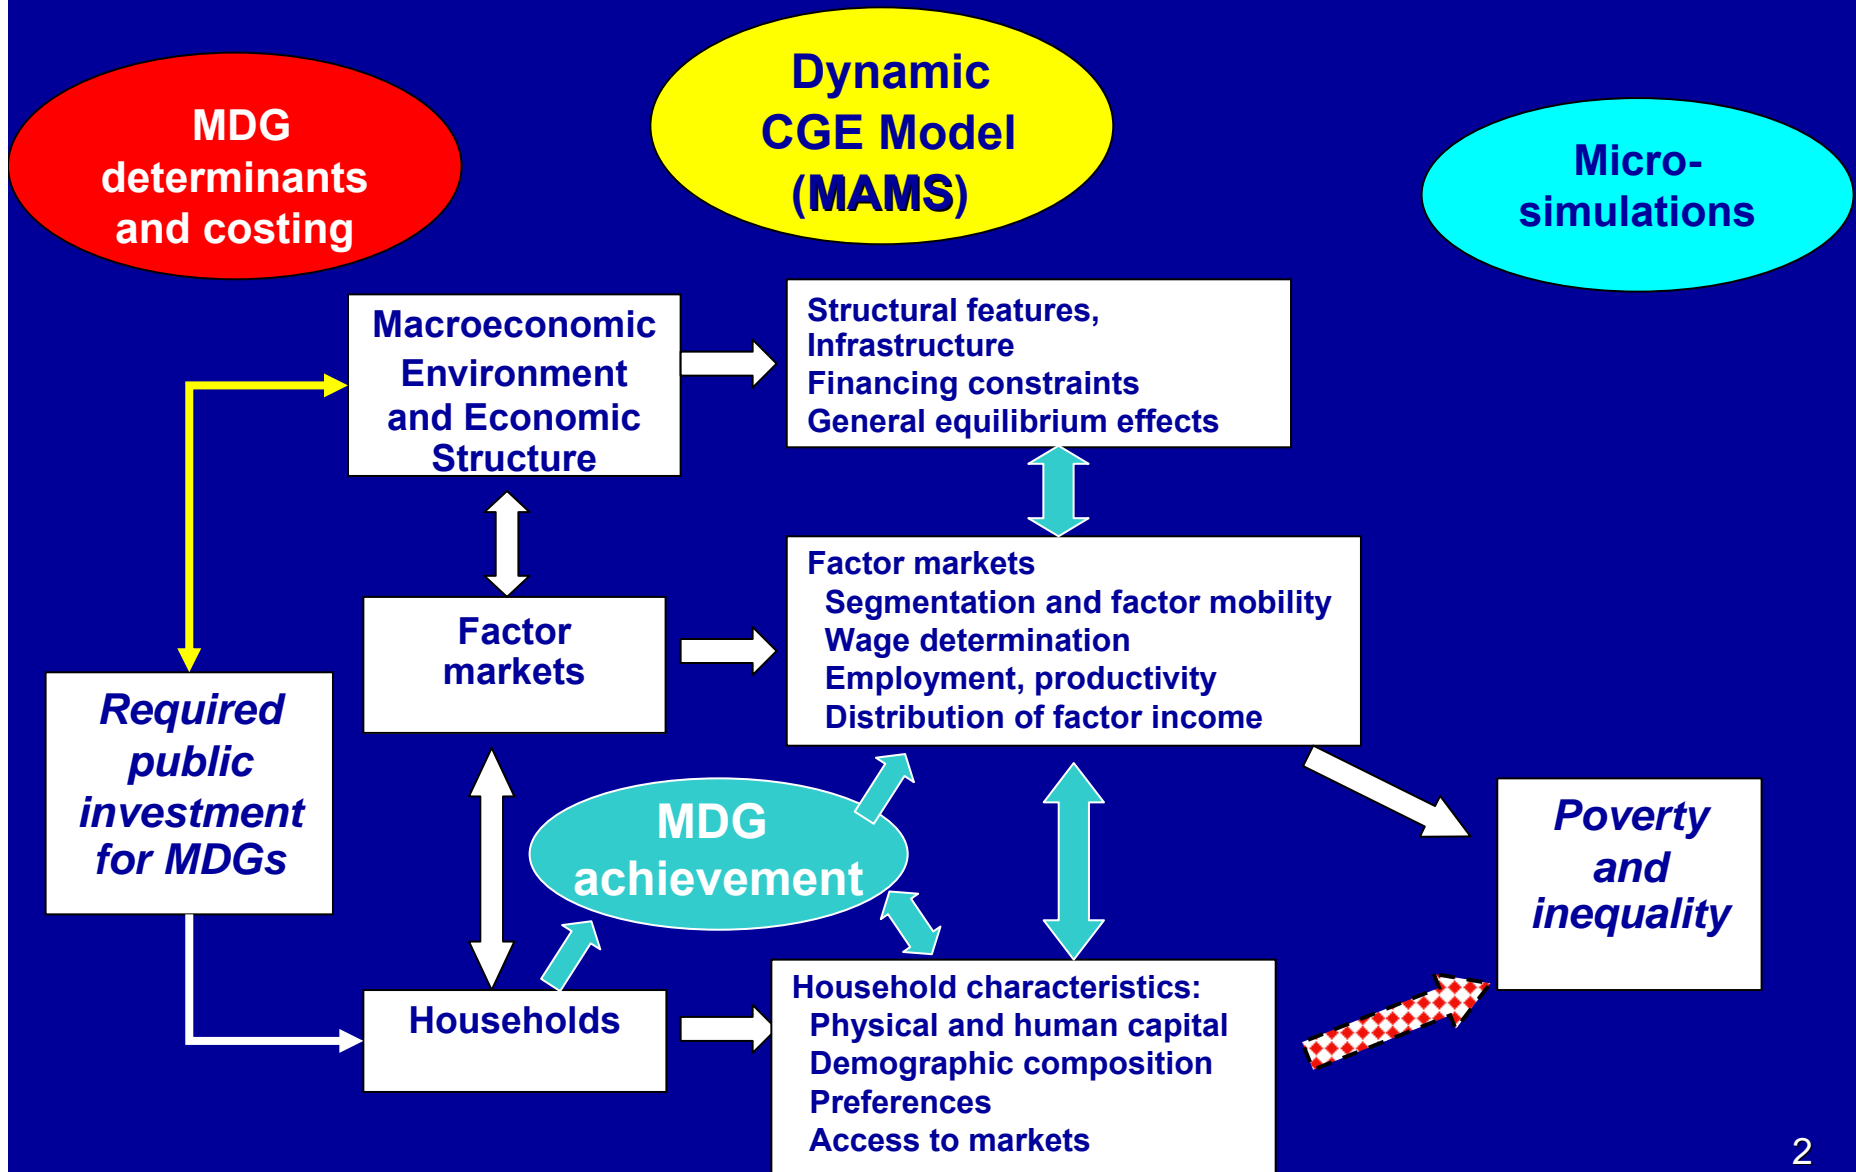 MDG
determinants
and costing
Dynamic
CGE Model
(MAMS)
Micro-
simulations
Macroeconomic
Environment
and Economic
Structure
Structural features,
Infrastructure
Financing constraints
General equilibrium effects
Factor
markets
Factor markets
Segmentation and factor mobility
Wage determination
Employment, productivity
Distribution of factor income
Required
public
investment
for MDGs
MDG
achievement
Poverty
and
inequality
Households
Household characteristics:
Physical and human capital
Demographic composition
Preferences
Access to markets
2